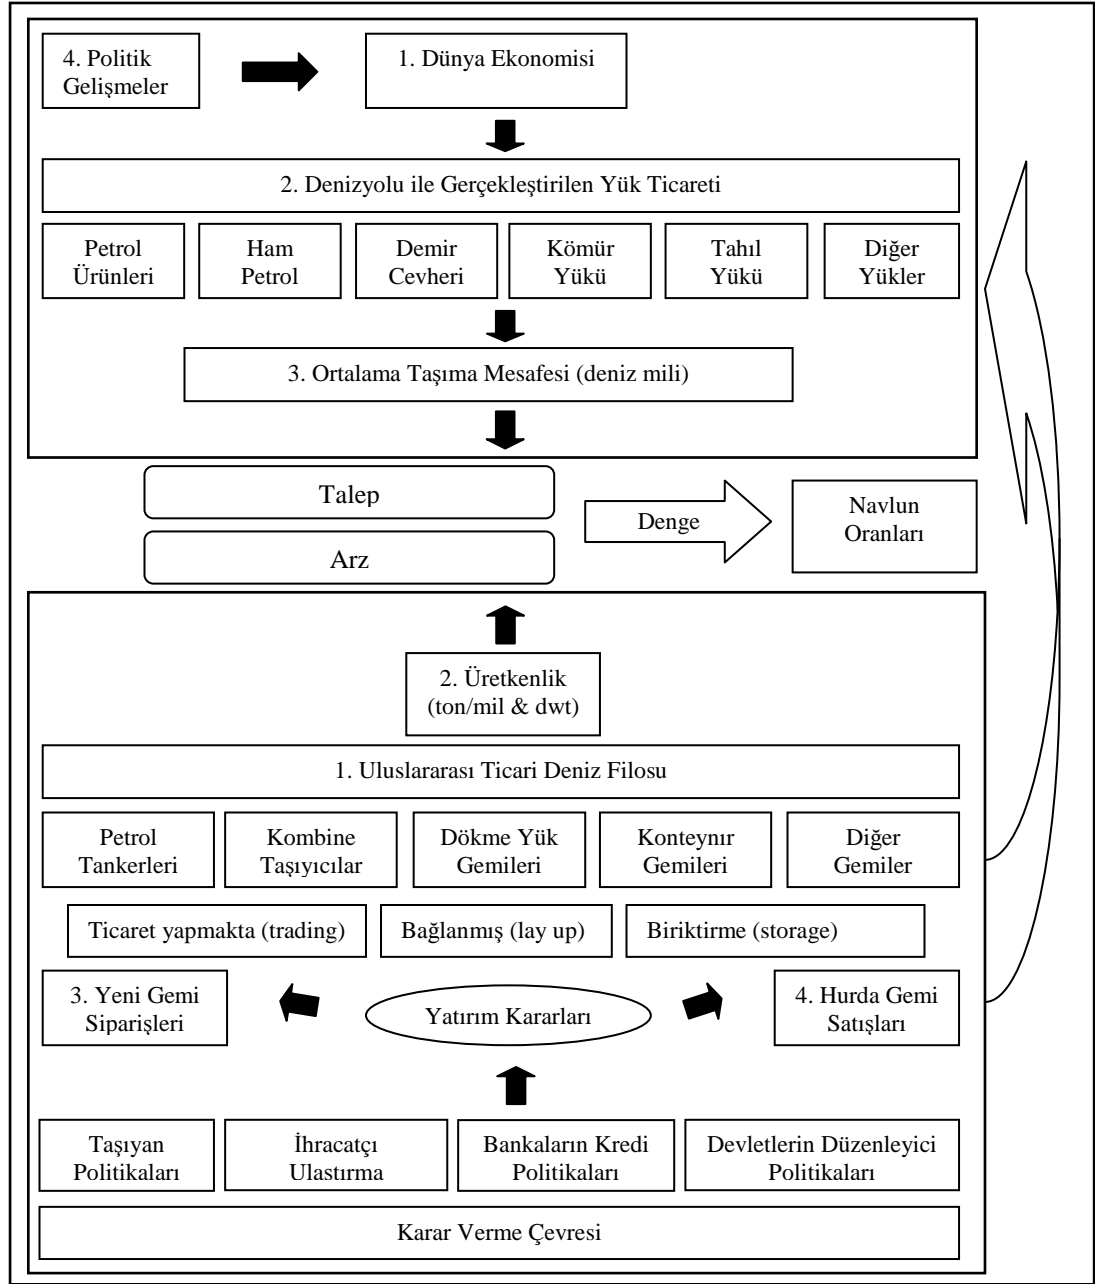 4. Politik
Gelişmeler
1. Dünya Ekonomisi
2. Denizyolu ile Gerçekleştirilen Yük Ticareti
Petrol
Ürünleri
Ham
Petrol
Demir
Cevheri
Kömür
Yükü
Tahıl
Yükü
Diğer
Yükler
3. Ortalama Taşıma Mesafesi (deniz mili)
Talep
Arz
Denge
Navlun
Oranları
2. Üretkenlik
(ton/mil & dwt)
1. Uluslararası Ticari Deniz Filosu
Petrol
Tankerleri
Kombine
Taşıyıcılar
Dökme Yük
Gemileri
Konteynır
Gemileri
Diğer
Gemiler
Ticaret yapmakta (trading)
Bağlanmış (lay up)
Biriktirme (storage)
3. Yeni Gemi
Siparişleri
Yatırım Kararları
4. Hurda Gemi
Satışları
Taşıyan
Politikaları
İhracatçı
Ulastırma
Bankaların Kredi
Politikaları
Devletlerin Düzenleyici
Politikaları
Karar Verme Çevresi